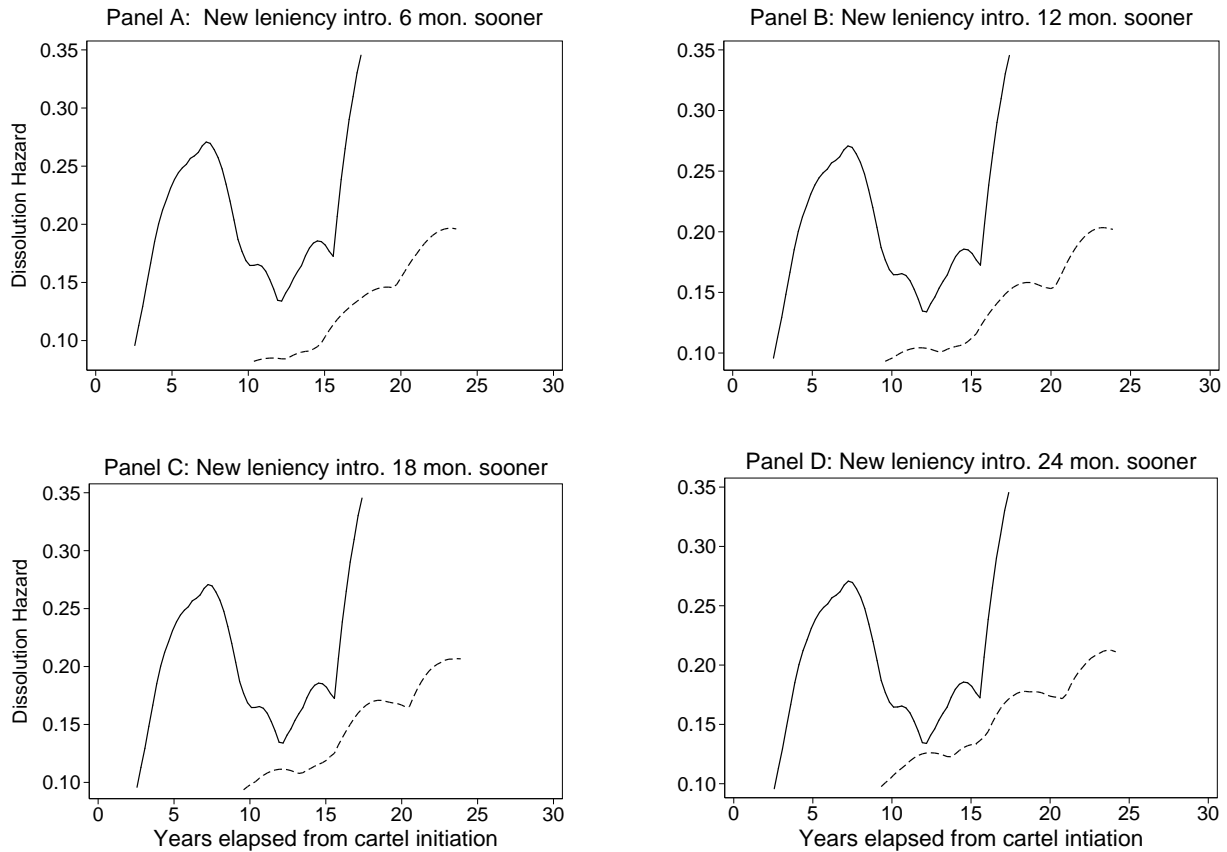 Panel A: New leniency intro. 6 mon. sooner
Dissolution Hazard
0.35
0.30
0.25
0.20
0.15
0.10
0 5 10 15 20 25 30
Panel B: New leniency intro. 12 mon. sooner
0.35
0.30
0.25
0.20
0.15
0.10
0 5 10 15 20 25 30
Panel C: New leniency intro. 18 mon. sooner
Dissolution Hazard
0.35
0.30
0.25
0.20
0.15
0.10
0 5 10 15 20 25 30
Years elapsed from cartel initiation
Panel D: New leniency intro. 24 mon. sooner
0.35
0.30
0.25
0.20
0.15
0.10
0 5 10 15 20 25 30
Years elapsed from cartel intiation